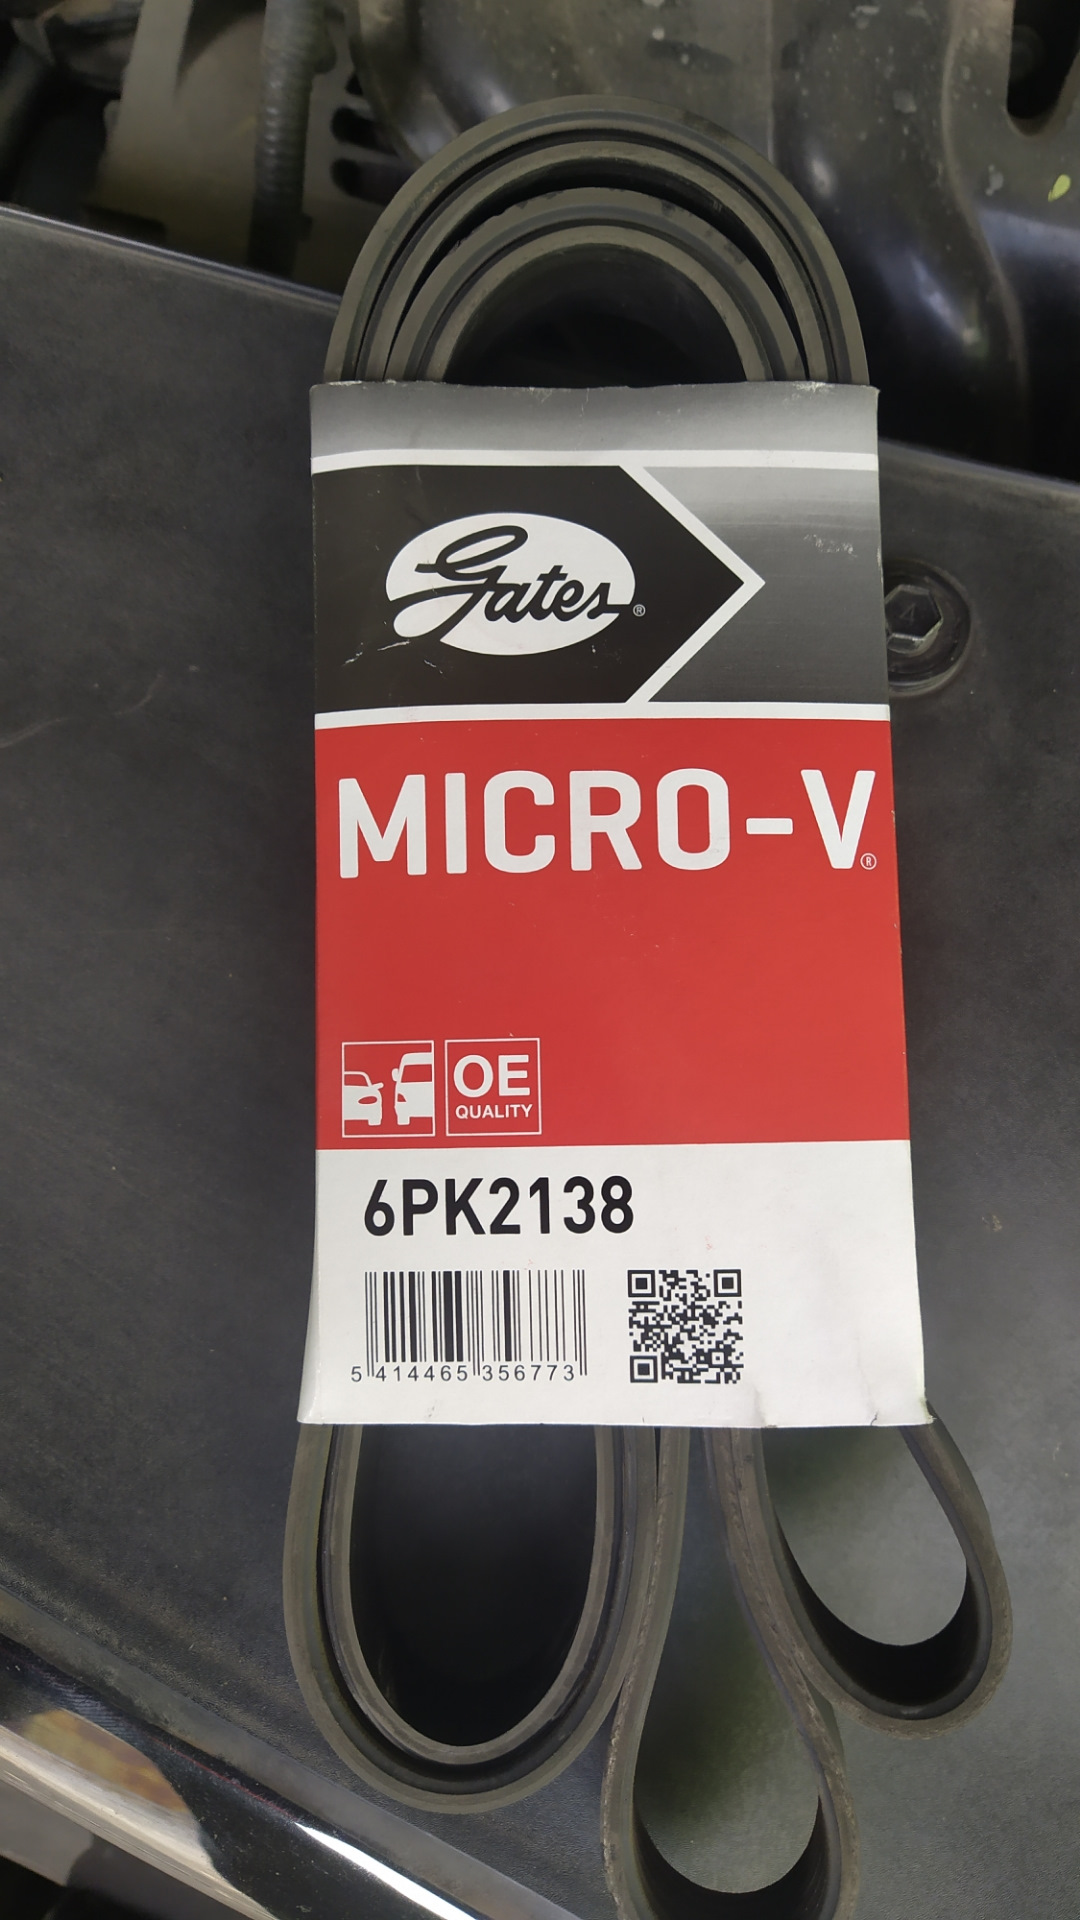 Gates®
MICRO-V®
OE
QUALITY
6PK2138
5 414465 356773